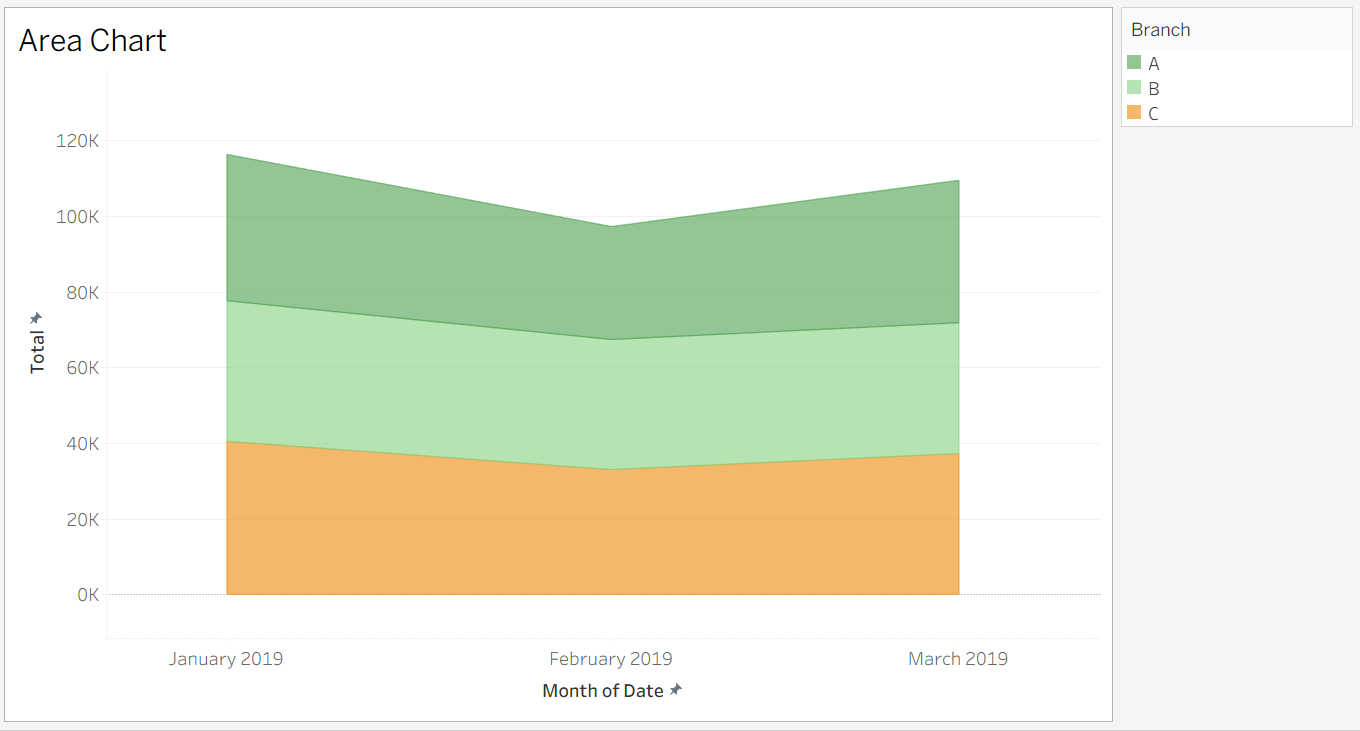 Area Chart
Branch
A
B
C
120K
100K
80K
60K
40K
20K
0K
Total
January 2019 February 2019 March 2019
Month of Date